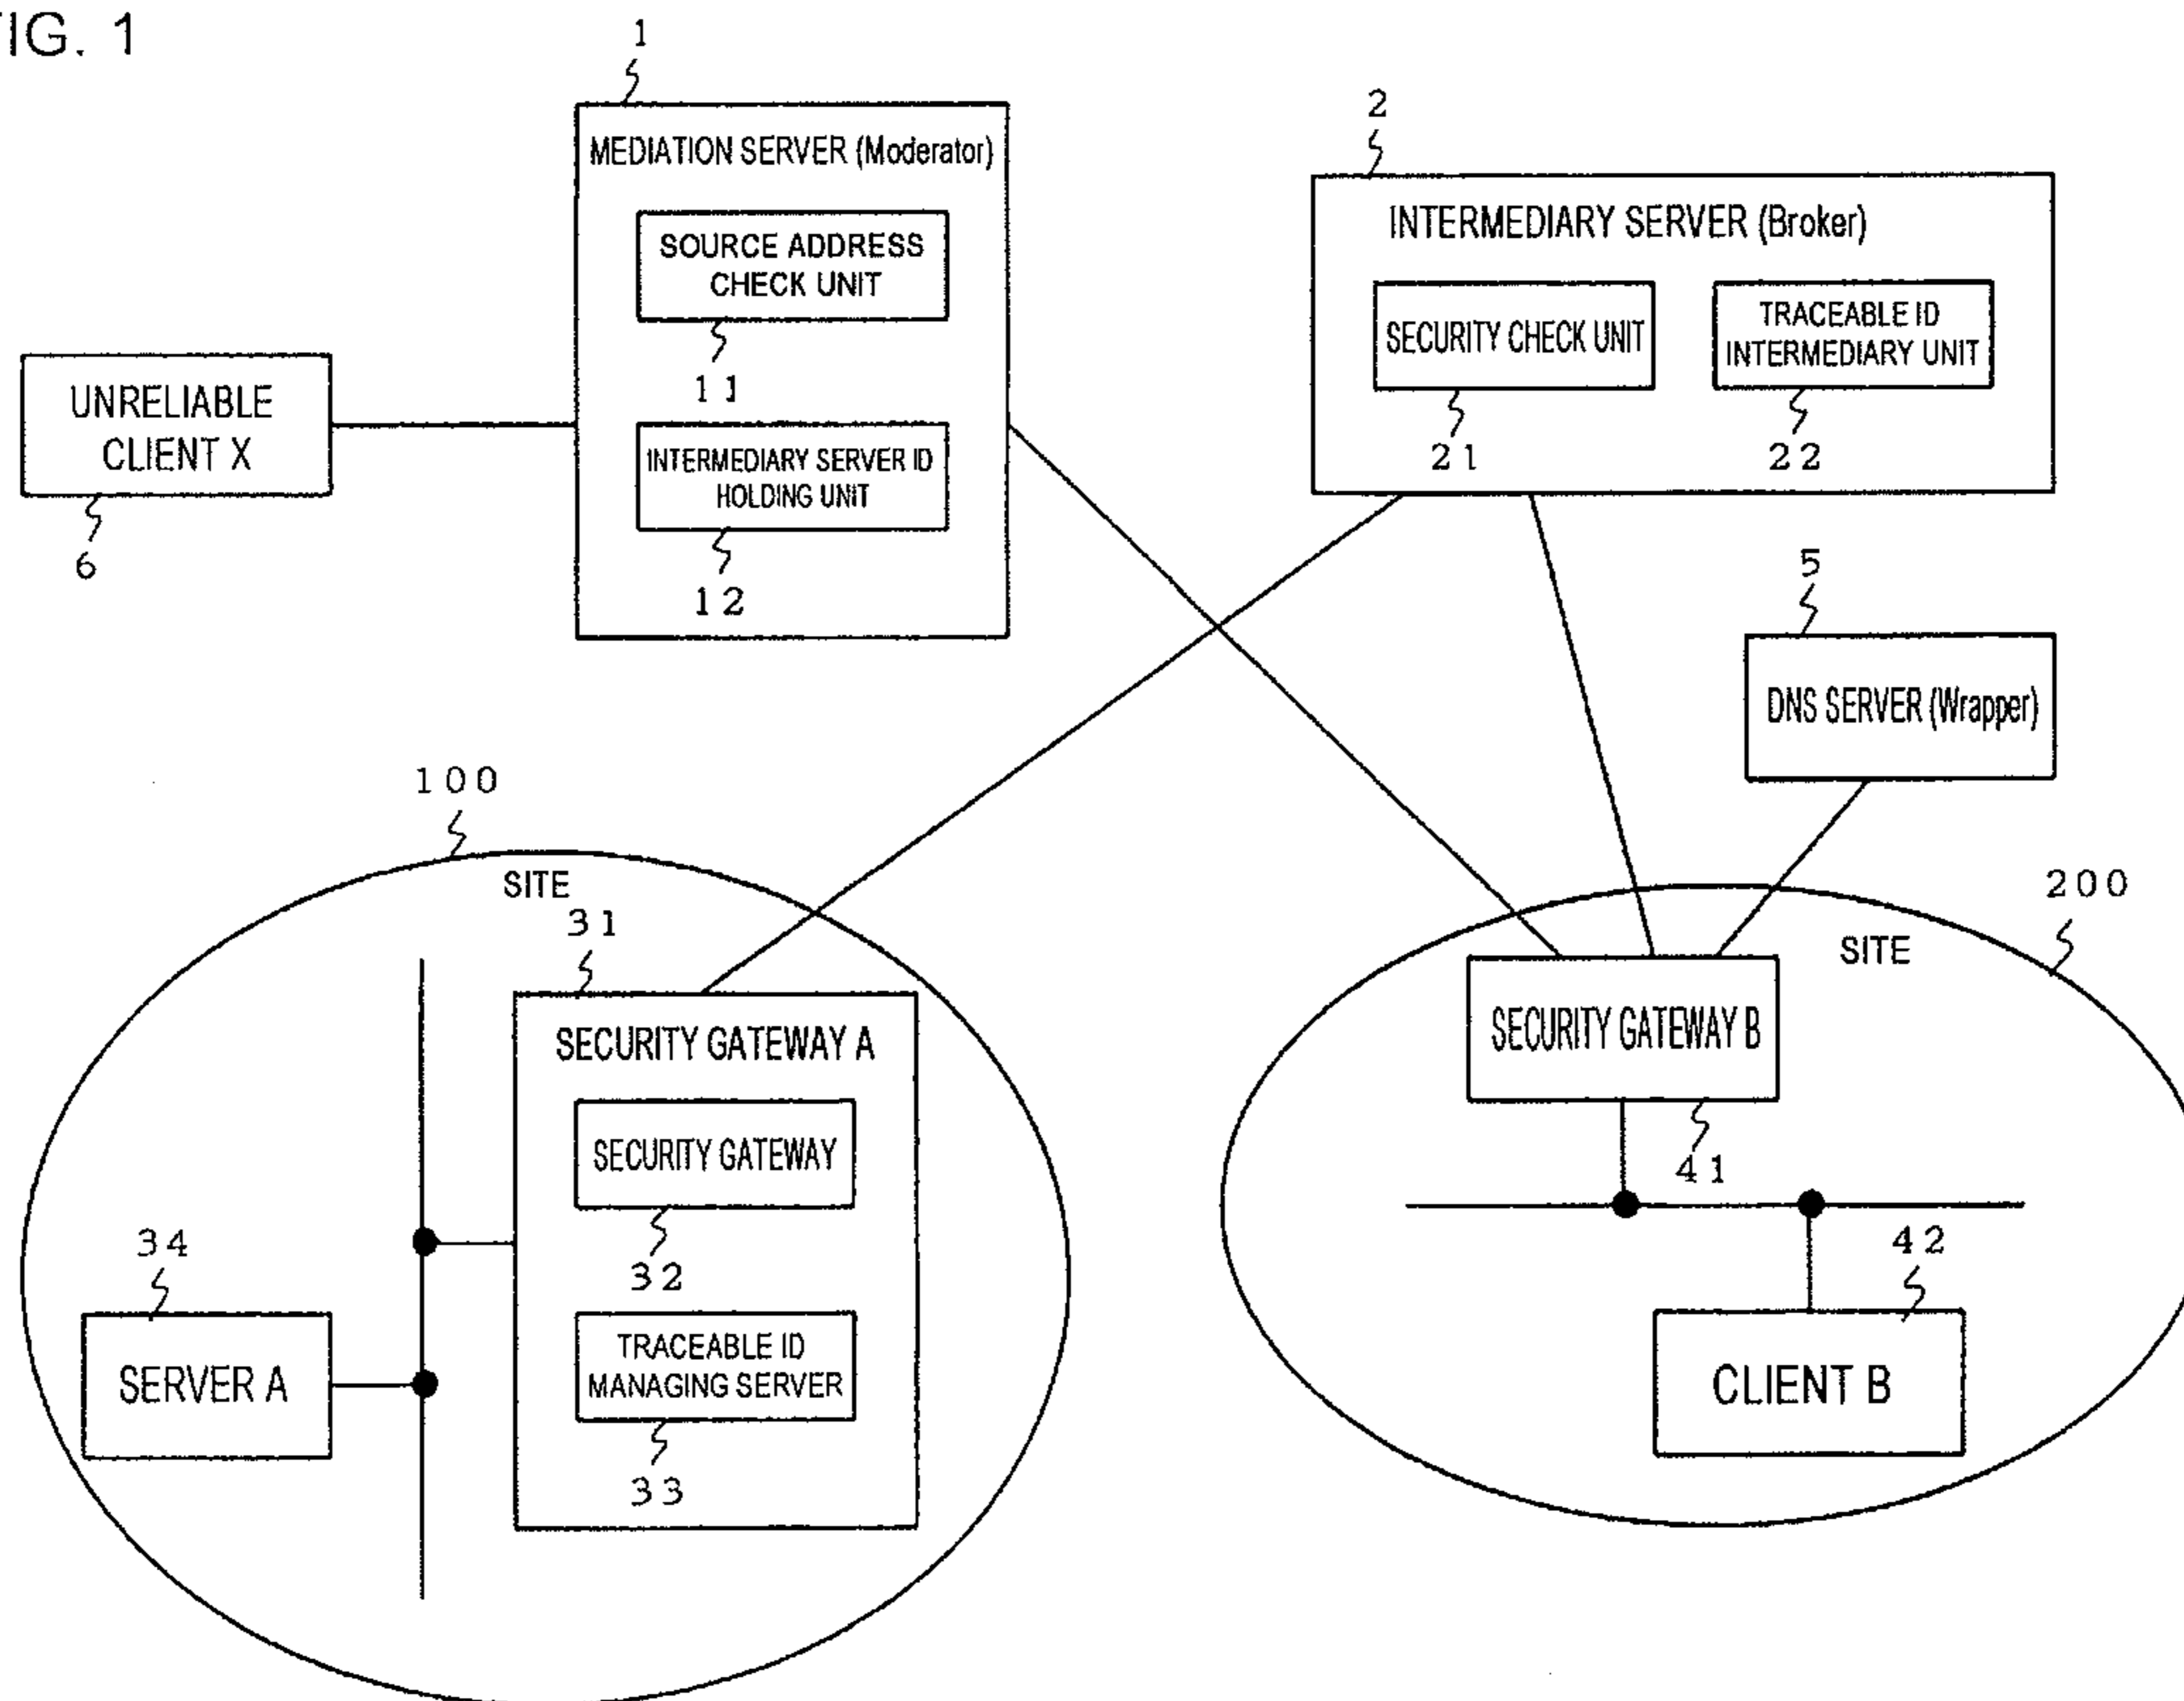 FIG. 1
1
MEDIATION SERVER (Moderator)
SOURCE ADDRESS
CHECK UNIT
11
INTERMEDIARY SERVER ID
HOLDING UNIT
12
2
INTERMEDIARY SERVER (Broker)
SECURITY CHECK UNIT
21
TRACEABLE ID
INTERMEDIARY UNIT
22
UNRELIABLE
CLIENT X
6
5
DNS SERVER (Wrapper)
100
SITE
31
SECURITY GATEWAY A
SECURITY GATEWAY
32
TRACEABLE ID
MANAGING SERVER
33
34
SERVER A
200
SITE
SECURITY GATEWAY B
41
42
CLIENT B